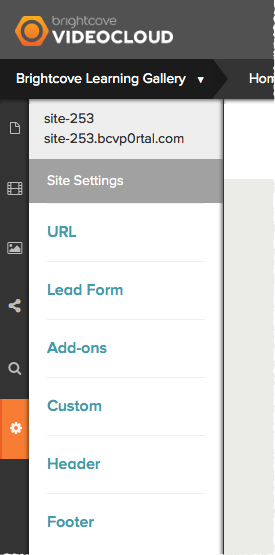 brightcove
VIDEOCLOUD
Brightcove Learning Gallery ▼
Hom
site-253
site-253.bcvp0rtal.com
Site Settings
URL
Lead Form
Add-ons
Custom
Header
Footer